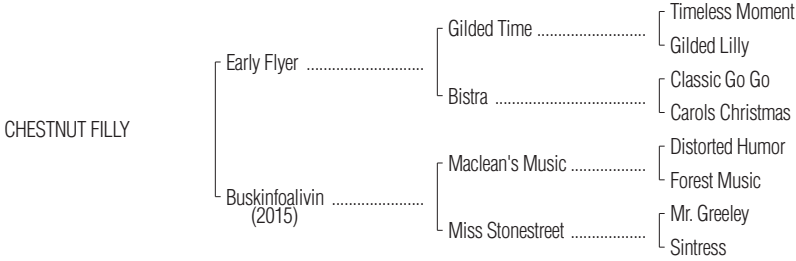 Timeless Moment
Gilded Time ..........................
Gilded Lilly
Early Flyer ............................
Classic Go Go
Bistra ....................................
Carols Christmas
CHESTNUT FILLY
Distorted Humor
Maclean's Music ..................
Forest Music
Buskinfoalivin ......................
(2015)
Mr. Greeley
Miss Stonestreet ..................
Sintress